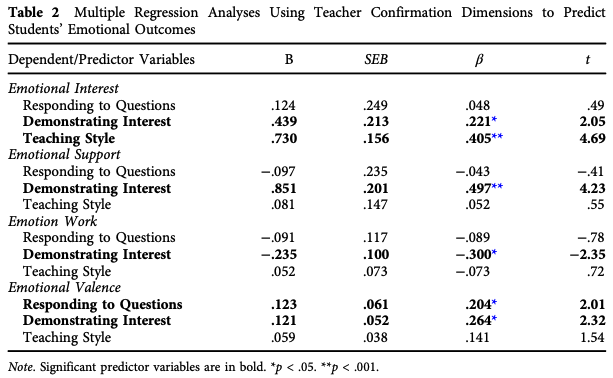 Table 2 Multiple Regression Analyses Using Teacher Confirmation Dimensions to Predict
Students' Emotional Outcomes
Dependent/Predictor Variables B SEB β t
Emotional Interest
Responding to Questions .124 .249 .048 .49
Demonstrating Interest .439 .213 .221* 2.05
Teaching Style .730 .156 .405** 4.69
Emotional Support
Responding to Questions −.097 .235 −.043 −.41
Demonstrating Interest .851 .201 .497** 4.23
Teaching Style .081 .147 .052 .55
Emotion Work
Responding to Questions −.091 .117 −.089 −.78
Demonstrating Interest −.235 .100 −.300* −2.35
Teaching Style .052 .073 −.073 .72
Emotional Valence
Responding to Questions .123 .061 .204* 2.01
Demonstrating Interest .121 .052 .264* 2.32
Teaching Style .059 .038 .141 1.54
Note. Significant predictor variables are in bold. *p < .05. **p < .001.